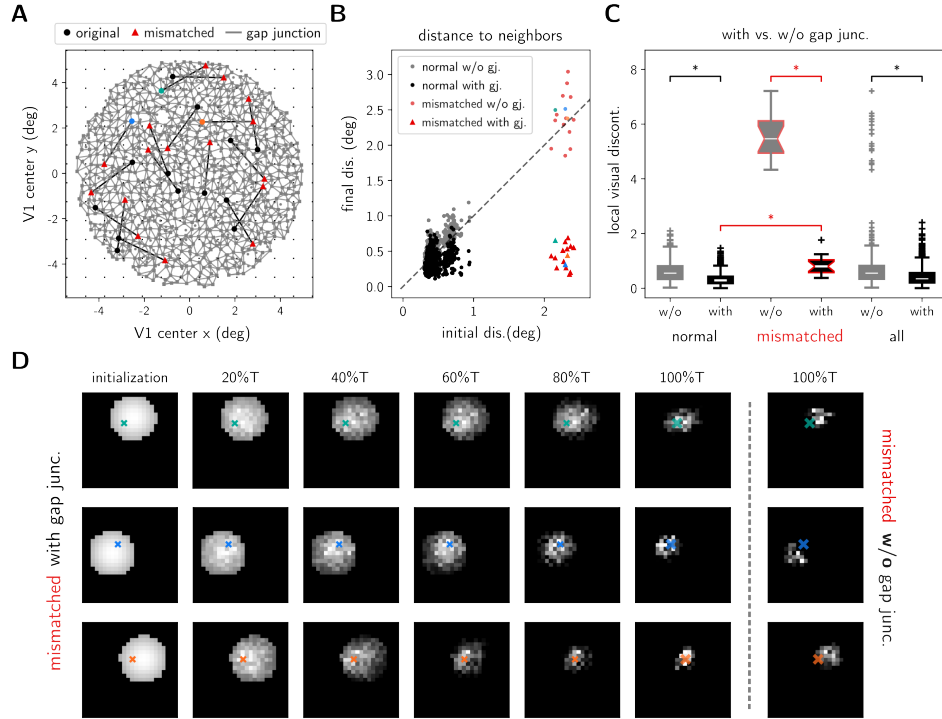 A
original mismatched gap junction
V1 center y (deg)
4
2
0
-2
-4
-4 -2 0 2 4
V1 center x (deg)
B
distance to neighbors
normal w/o gj.
normal with gj.
mismatched w/o gj.
mismatched with gj.
final dis. (deg)
3.0
2.5
2.0
1.5
1.0
0.5
0.0
0 1 2
initial dis.(deg)
C
with vs. w/o gap junc.
local visual discont.
8
6
4
2
0
* * *
*
w/o with w/o with w/o with
normal mismatched all
D
initialization 20%T 40%T 60%T 80%T 100%T 100%T
mismatched with gap junc.
mismatched w/o gap junc.